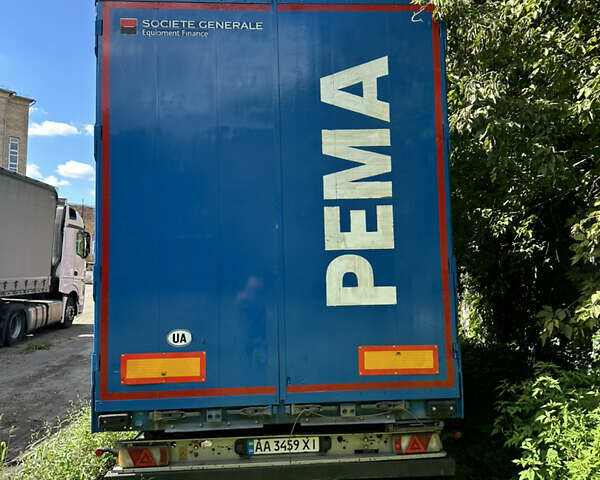 SOCIETE GENERALE
Equipment Finance
PEMA
UA
AA 3459 XI